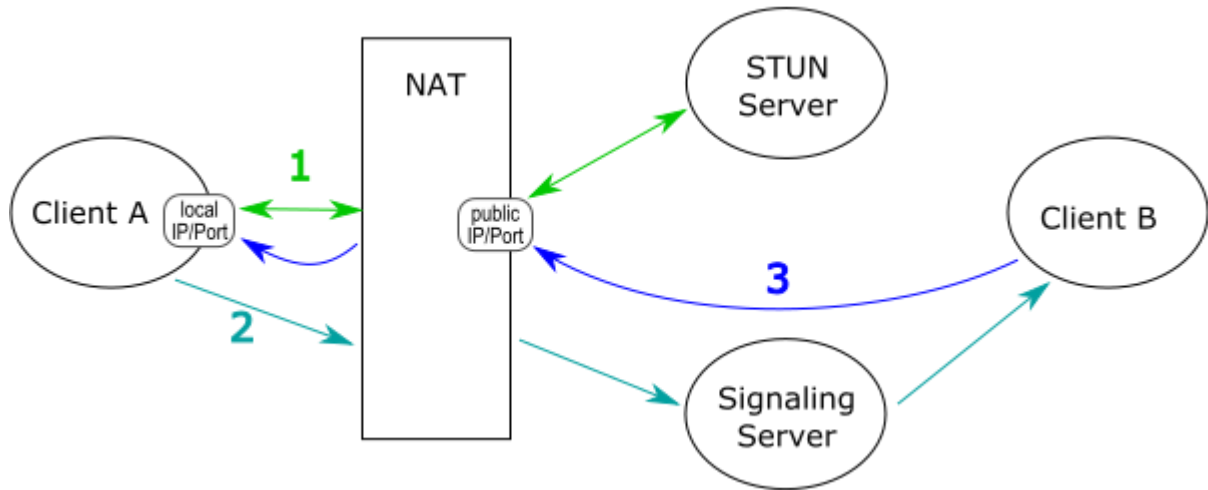 NAT
STUN
Server
1
Client A
local
IP/Port
public
IP/Port
Client B
3
2
Signaling
Server